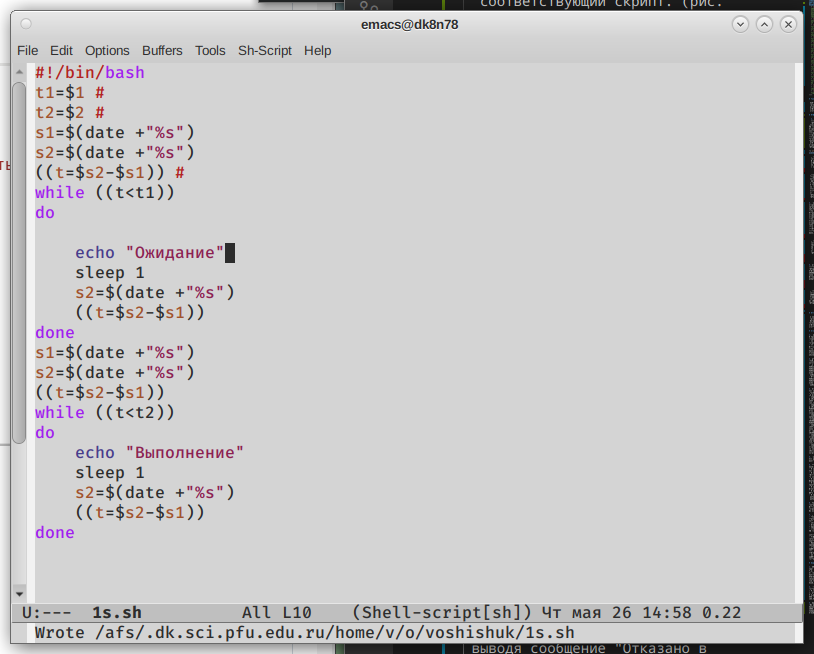 соответствующий скрипт. (рис.
emacs@dk8n78
File Edit Options Buffers Tools Sh-Script Help
#!/bin/bash
t1=$1 #
t2=$2 #
s1=$(date +"%s")
s2=$(date +"%s")
((t=$s2-$s1)) #
while ((t<t1))
do
echo "Ожидание"
sleep 1
s2=$(date +"%s")
((t=$s2-$s1))
done
s1=$(date +"%s")
s2=$(date +"%s")
((t=$s2-$s1))
while ((t<t2))
do
echo "Выполнение"
sleep 1
s2=$(date +"%s")
((t=$s2-$s1))
done
U:--- 1s.sh All L10 (Shell-script[sh]) Чт мая 26 14:58 0.22
Wrote /afs/.dk.sci.pfu.edu.ru/home/v/o/voshishuk/1s.sh
выводя сообщение "Отказано в